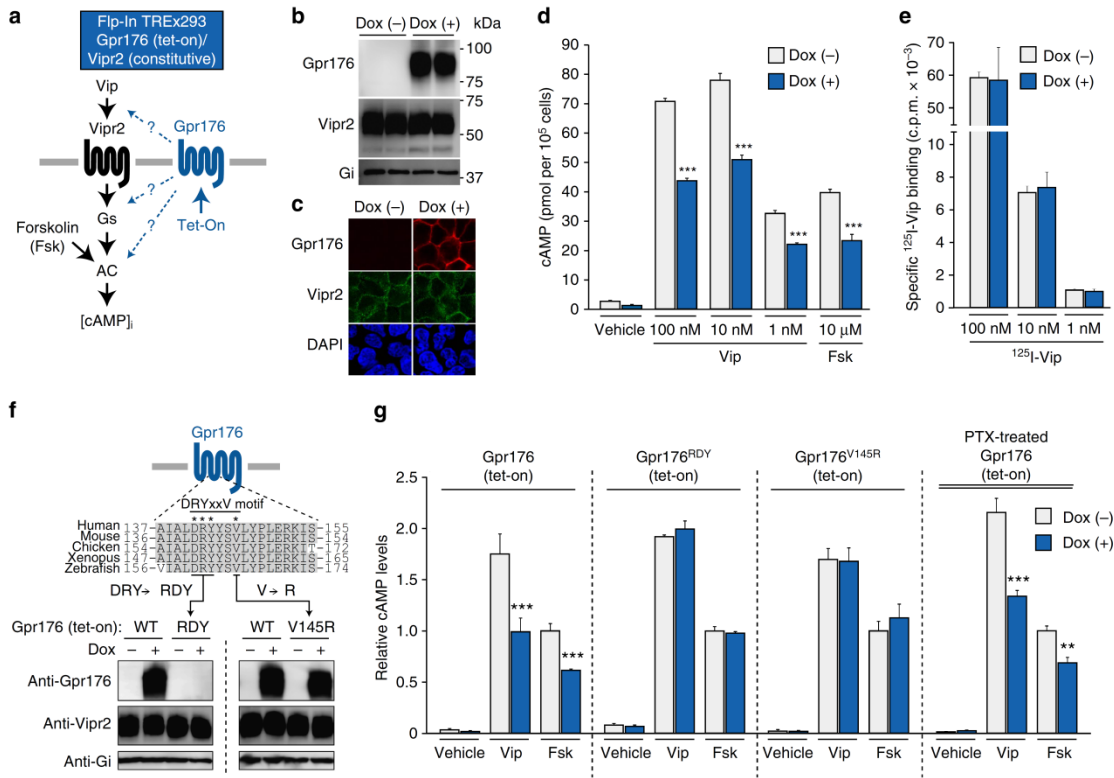 a
Flp-In TREx293
Gpr176 (tet-on)/
Vipr2 (constitutive)
Vip
Vipr2
Gpr176
?
?
?
Gs
Tet-On
Forskolin
(Fsk)
AC
[cAMP]i
b
Dox (–) Dox (+) kDa
Gpr176
100
75
Vipr2
75
50
Gi
37
c
Dox (–) Dox (+)
Gpr176
Vipr2
DAPI
d
cAMP (pmol per 10⁵ cells)
90
80
70
60
50
40
30
20
10
0
Dox (–)
Dox (+)
***
***
***
***
Vehicle 100 nM 10 nM 1 nM 10 μM
Vip Fsk
e
Specific ¹²⁵I-Vip binding (c.p.m. × 10⁻³)
70
60
50
8
6
4
2
0
Dox (–)
Dox (+)
100 nM 10 nM 1 nM
¹²⁵I-Vip
f
Gpr176
DRYxxV motif
*** *
Human 137- AIALDRYYSVLYPLERKIS -155
Mouse 136- AIALDRYYSVLYPLERKIS -154
Chicken 154- AIALDRYYSVLYPLERKIT -172
Xenopus 147- AIALDRYYSVLYPLERKIS -165
Zebrafish 156- VIALDRYYSVLYPLERKIS -174
DRY→ RDY V→ R
Gpr176 (tet-on): WT RDY WT V145R
Dox – + – + – + – +
Anti-Gpr176
Anti-Vipr2
Anti-Gi
g
Relative cAMP levels
2.5
2.0
1.5
1.0
0.5
0
Gpr176
(tet-on)
Gpr176ᴿᴰʸ
(tet-on)
Gpr176ⱽ¹⁴⁵ᴿ
(tet-on)
PTX-treated
Gpr176
(tet-on)
Dox (–)
Dox (+)
***
***
***
**
Vehicle Vip Fsk Vehicle Vip Fsk Vehicle Vip Fsk Vehicle Vip Fsk